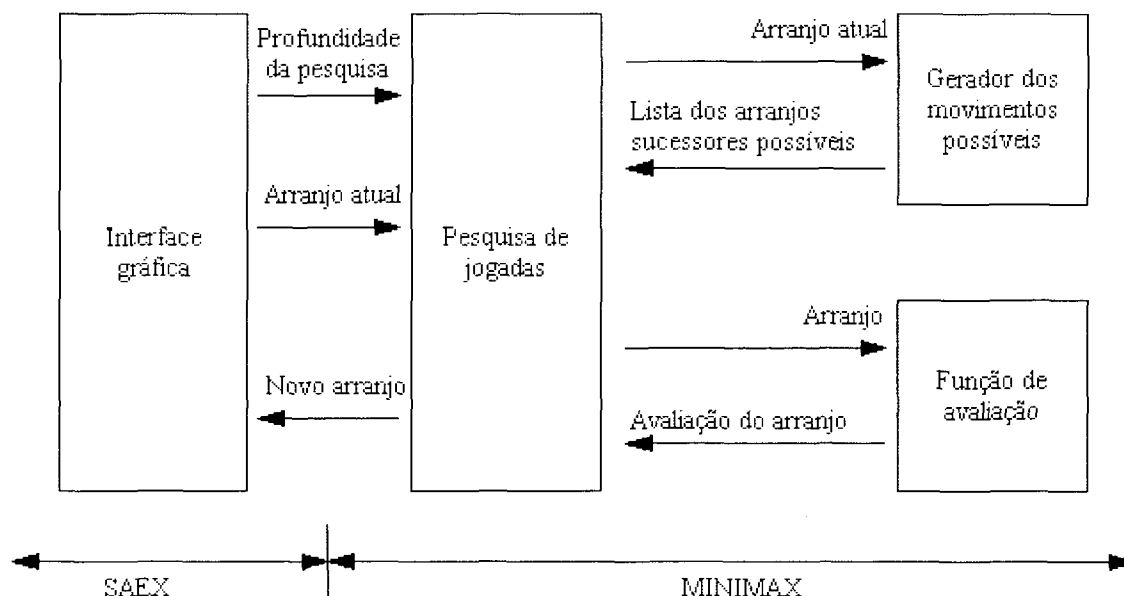 Profundidade
da pesquisa
Arranjo atual
Gerador dos
movimentos
possíveis
Lista dos arranjos
sucessores possíveis
Arranjo atual
Interface
gráfica
Pesquisa de
jogadas
Arranjo
Novo arranjo
Função de
avaliação
Avaliação do arranjo
SAEX
MINIMAX